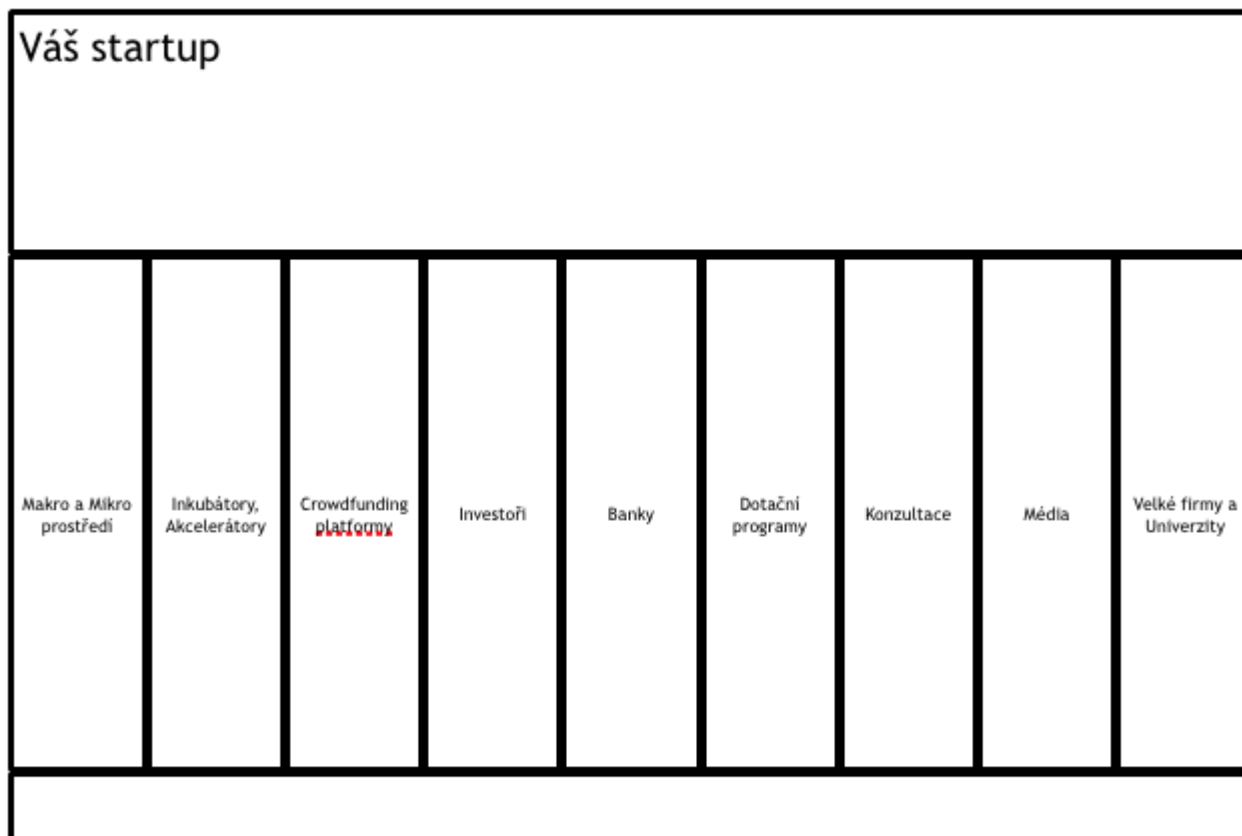 Váš startup
Makro a Mikro
prostředí
Inkubátory,
Akcelerátory
Crowdfunding
platformy
Investoři
Banky
Dotační
programy
Konzultace
Média
Velké firmy a
Univerzity